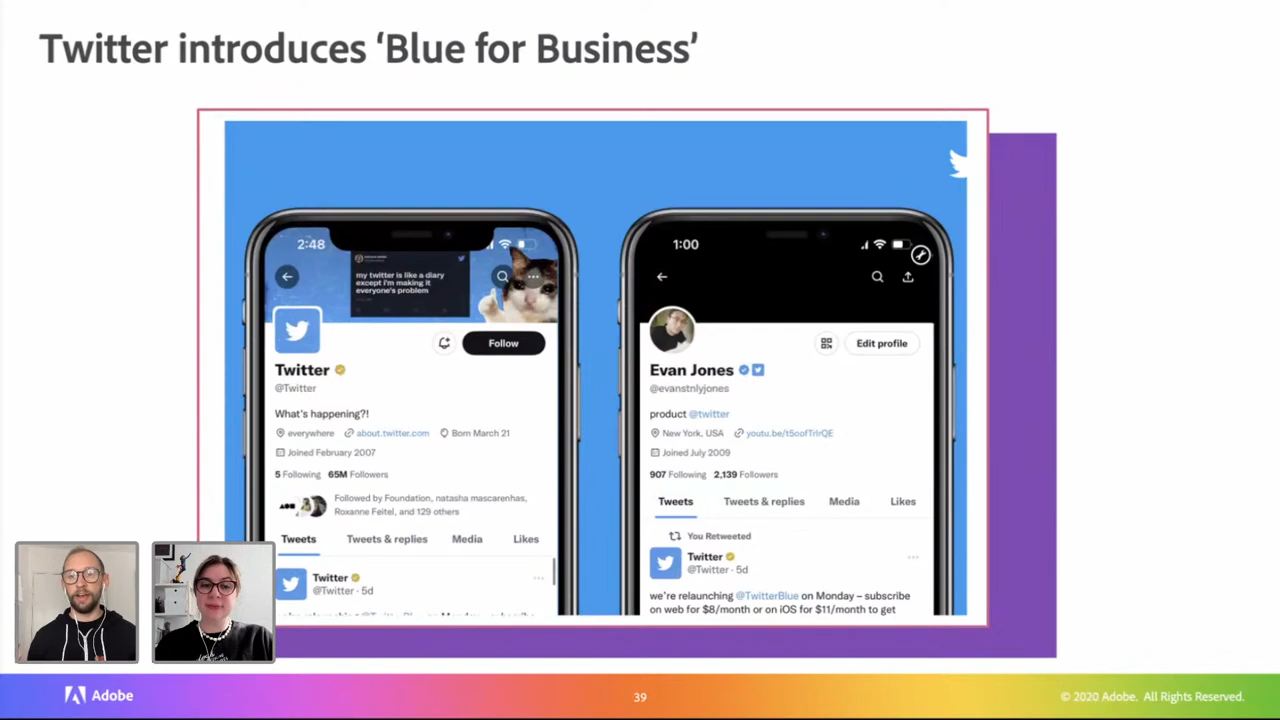 Twitter introduces ‘Blue for Business’
2:48
my twitter is like a diary
except i'm making it
everyone's problem
Follow
Twitter
@Twitter
What's happening?!
everywhere about.twitter.com Born March 21
Joined February 2007
5 Following 65M Followers
Followed by Foundation, natasha mascarenhas,
Roxanne Feitel, and 129 others
Tweets Tweets & replies Media Likes
Twitter
@Twitter · 5d
1:00
Edit profile
Evan Jones
@evanstnlyjones
product @twitter
New York, USA youtu.be/t5oofTrIrQE
Joined July 2009
907 Following 2,139 Followers
Tweets Tweets & replies Media Likes
You Retweeted
Twitter
@Twitter · 5d
we're relaunching @TwitterBlue on Monday – subscribe
on web for $8/month or on iOS for $11/month to get
Adobe
39
© 2020 Adobe. All Rights Reserved.